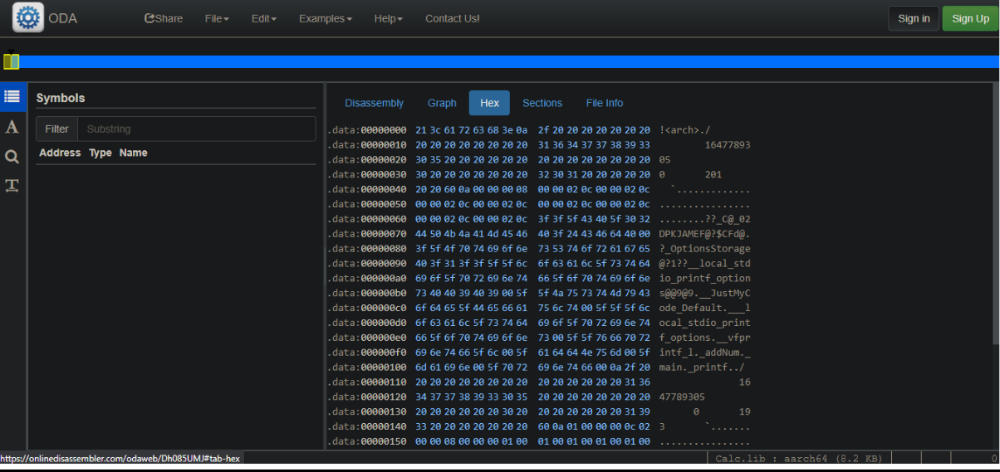 ODA Share File Edit Examples Help Contact Us! Sign in Sign Up
Symbols
Filter Substring
Address Type Name
Disassembly Graph Hex Sections File Info
.data:00000000 21 3c 61 72 63 68 3e 0a 2f 20 20 20 20 20 20 20 !<arch>./
.data:00000010 20 20 20 20 20 20 20 20 31 36 34 37 37 38 39 33 16477893
.data:00000020 30 35 20 20 20 20 20 20 20 20 20 20 20 20 20 20 05
.data:00000030 30 20 20 20 20 20 20 20 32 30 31 20 20 20 20 20 0 201
.data:00000040 20 20 60 0a 00 00 00 08 00 00 02 0c 00 00 02 0c `.............
.data:00000050 00 00 02 0c 00 00 02 0c 00 00 02 0c 00 00 02 0c ................
.data:00000060 00 00 02 0c 00 00 02 0c 3f 3f 5f 43 40 5f 30 32 ........??_C@_02
.data:00000070 44 50 4b 4a 41 4d 45 46 40 3f 24 43 46 64 40 00 DPKJAMEF@?$CFd@.
.data:00000080 3f 5f 4f 70 74 69 6f 6e 73 53 74 6f 72 61 67 65 ?_OptionsStorage
.data:00000090 40 3f 31 3f 3f 5f 5f 6c 6f 63 61 6c 5f 73 74 64 @?1??__local_std
.data:000000a0 69 6f 5f 70 72 69 6e 74 66 5f 6f 70 74 69 6f 6e io_printf_option
.data:000000b0 73 40 40 39 40 39 00 5f 5f 4a 75 73 74 4d 79 43 s@@9@9.__JustMyC
.data:000000c0 6f 64 65 5f 44 65 66 61 75 6c 74 00 5f 5f 5f 6c ode_Default.___l
.data:000000d0 6f 63 61 6c 5f 73 74 64 69 6f 5f 70 72 69 6e 74 ocal_stdio_print
.data:000000e0 66 5f 6f 70 74 69 6f 6e 73 00 5f 5f 76 66 70 72 f_options.__vfpr
.data:000000f0 69 6e 74 66 5f 6c 00 5f 61 64 64 4e 75 6d 00 5f intf_l._addNum._
.data:00000100 6d 61 69 6e 00 5f 70 72 69 6e 74 66 00 0a 2f 20 main._printf../
.data:00000110 20 20 20 20 20 20 20 20 20 20 20 20 20 20 31 36 16
.data:00000120 34 37 37 38 39 33 30 35 20 20 20 20 20 20 20 20 47789305
.data:00000130 20 20 20 20 20 20 30 20 20 20 20 20 20 20 31 39 0 19
.data:00000140 33 20 20 20 20 20 20 20 60 0a 01 00 00 00 0c 02 3 `.......
.data:00000150 00 00 08 00 00 00 01 00 01 00 01 00 01 00 01 00 ................
https://onlinedisassembler.com/odaweb/Dh085UMJ#tab-hex Calc.lib : aarch64 (8.2 KB) 0